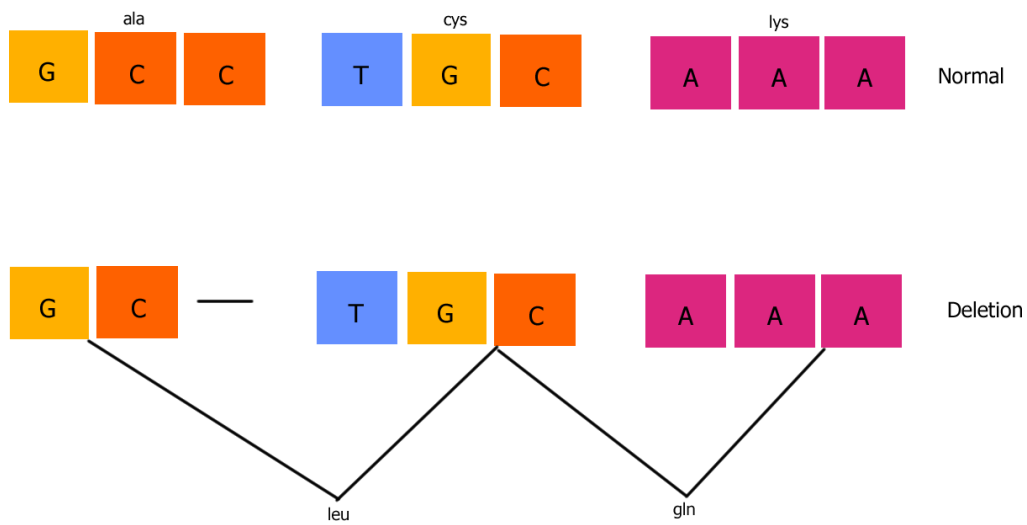 ala cys lys
G C C T G C A A A Normal
G C T G C A A A Deletion
leu gln